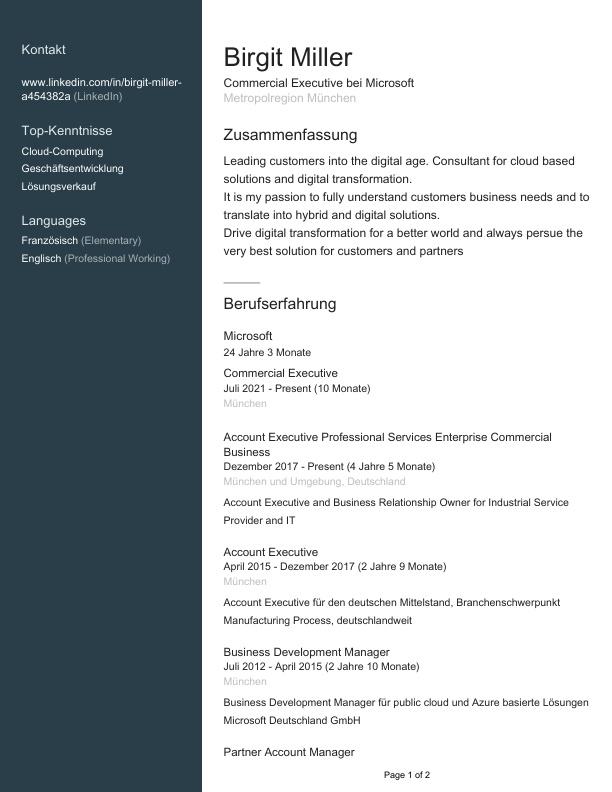 Kontakt
www.linkedin.com/in/birgit-miller-
a454382a (LinkedIn)
Top-Kenntnisse
Cloud-Computing
Geschäftsentwicklung
Lösungsverkauf
Languages
Französisch (Elementary)
Englisch (Professional Working)
Birgit Miller
Commercial Executive bei Microsoft
Metropolregion München
Zusammenfassung
Leading customers into the digital age. Consultant for cloud based
solutions and digital transformation.
It is my passion to fully understand customers business needs and to
translate into hybrid and digital solutions.
Drive digital transformation for a better world and always persue the
very best solution for customers and partners
Berufserfahrung
Microsoft
24 Jahre 3 Monate
Commercial Executive
Juli 2021 - Present (10 Monate)
München
Account Executive Professional Services Enterprise Commercial
Business
Dezember 2017 - Present (4 Jahre 5 Monate)
München und Umgebung, Deutschland
Account Executive and Business Relationship Owner for Industrial Service
Provider and IT
Account Executive
April 2015 - Dezember 2017 (2 Jahre 9 Monate)
München
Account Executive für den deutschen Mittelstand, Branchenschwerpunkt
Manufacturing Process, deutschlandweit
Business Development Manager
Juli 2012 - April 2015 (2 Jahre 10 Monate)
München
Business Development Manager für public cloud und Azure basierte Lösungen
Microsoft Deutschland GmbH
Partner Account Manager
Page 1 of 2